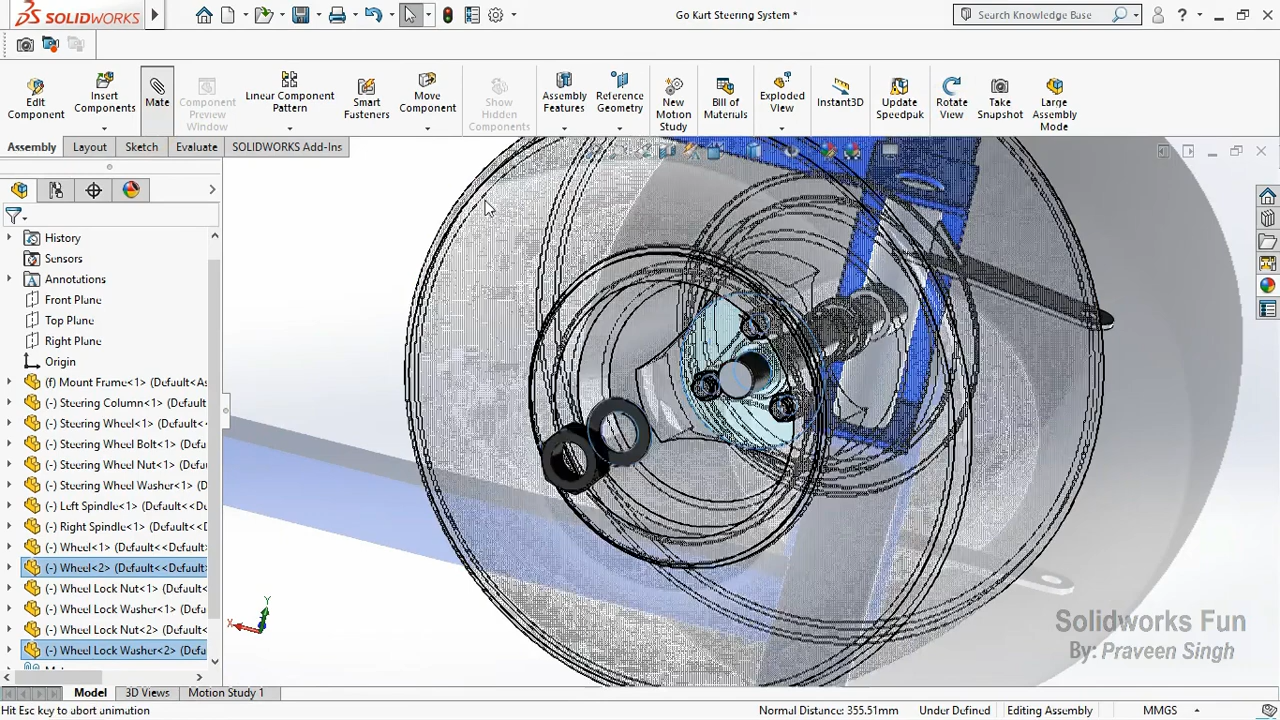 SOLIDWORKS
Go Kurt Steering System *
Search Knowledge Base
Edit Component
Insert Components
Mate
Component Preview Window
Linear Component Pattern
Smart Fasteners
Move Component
Show Hidden Components
Assembly Features
Reference Geometry
New Motion Study
Bill of Materials
Exploded View
Instant3D
Update Speedpak
Rotate View
Take Snapshot
Large Assembly Mode
Assembly
Layout
Sketch
Evaluate
SOLIDWORKS Add-Ins
History
Sensors
Annotations
Front Plane
Top Plane
Right Plane
Origin
(f) Mount Frame<1> (Default<As
(-) Steering Column<1> (Default
(-) Steering Wheel<1> (Default<
(-) Steering Wheel Bolt<1> (Def
(-) Steering Wheel Nut<1> (Def
(-) Steering Wheel Washer<1> (
(-) Left Spindle<1> (Default<<D
(-) Right Spindle<1> (Default<<
(-) Wheel<1> (Default<<Default
(-) Wheel<2> (Default<<Default
(-) Wheel Lock Nut<1> (Default
(-) Wheel Lock Washer<1> (Defa
(-) Wheel Lock Nut<2> (Default
(-) Wheel Lock Washer<2> (Defa
Y
X
Solidworks Fun
By: Praveen Singh
Model
3D Views
Motion Study 1
Hit Esc key to abort animation
Normal Distance: 355.51mm
Under Defined
Editing Assembly
MMGS